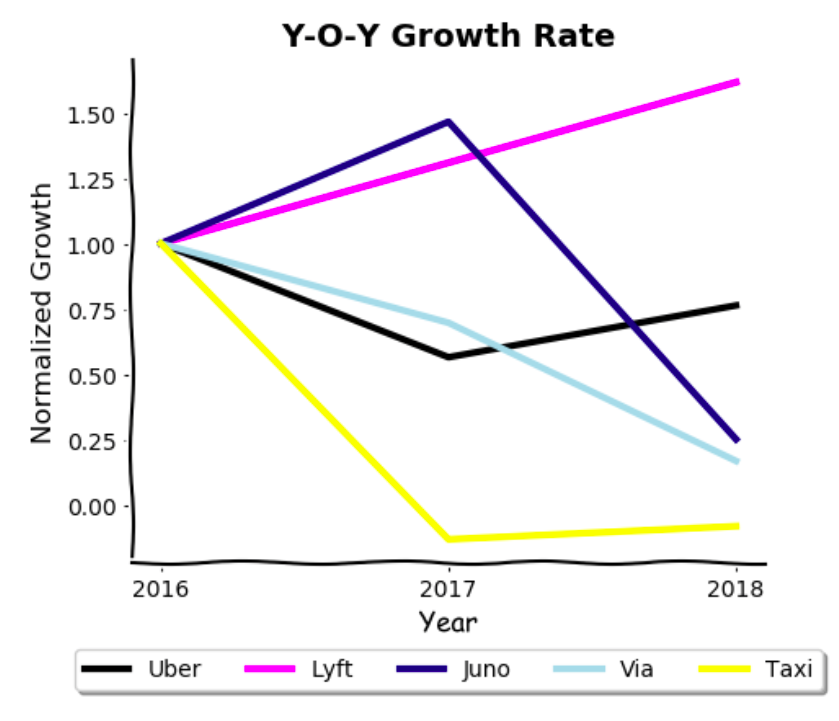 Y-O-Y Growth Rate
Normalized Growth
1.50
1.25
1.00
0.75
0.50
0.25
0.00
2016 2017 2018
Year
Uber Lyft Juno Via Taxi